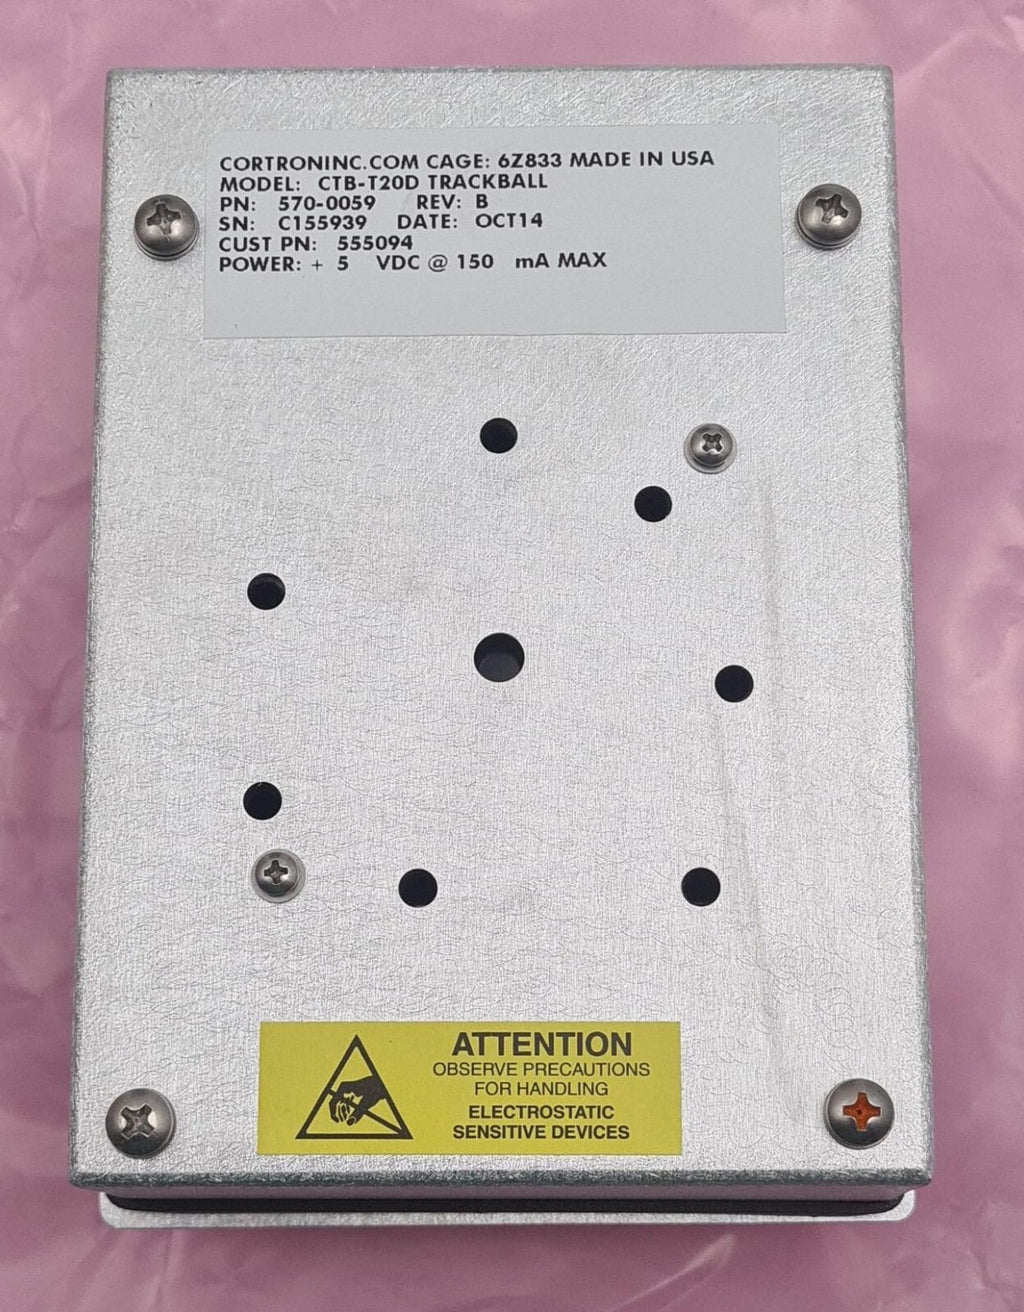 CORTRONINC.COM CAGE: 6Z833 MADE IN USA
MODEL: CTB-T20D TRACKBALL
PN: 570-0059 REV: B
SN: C155939 DATE: OCT14
CUST PN: 555094
POWER: + 5 VDC @ 150 mA MAX
ATTENTION
OBSERVE PRECAUTIONS
FOR HANDLING
ELECTROSTATIC
SENSITIVE DEVICES